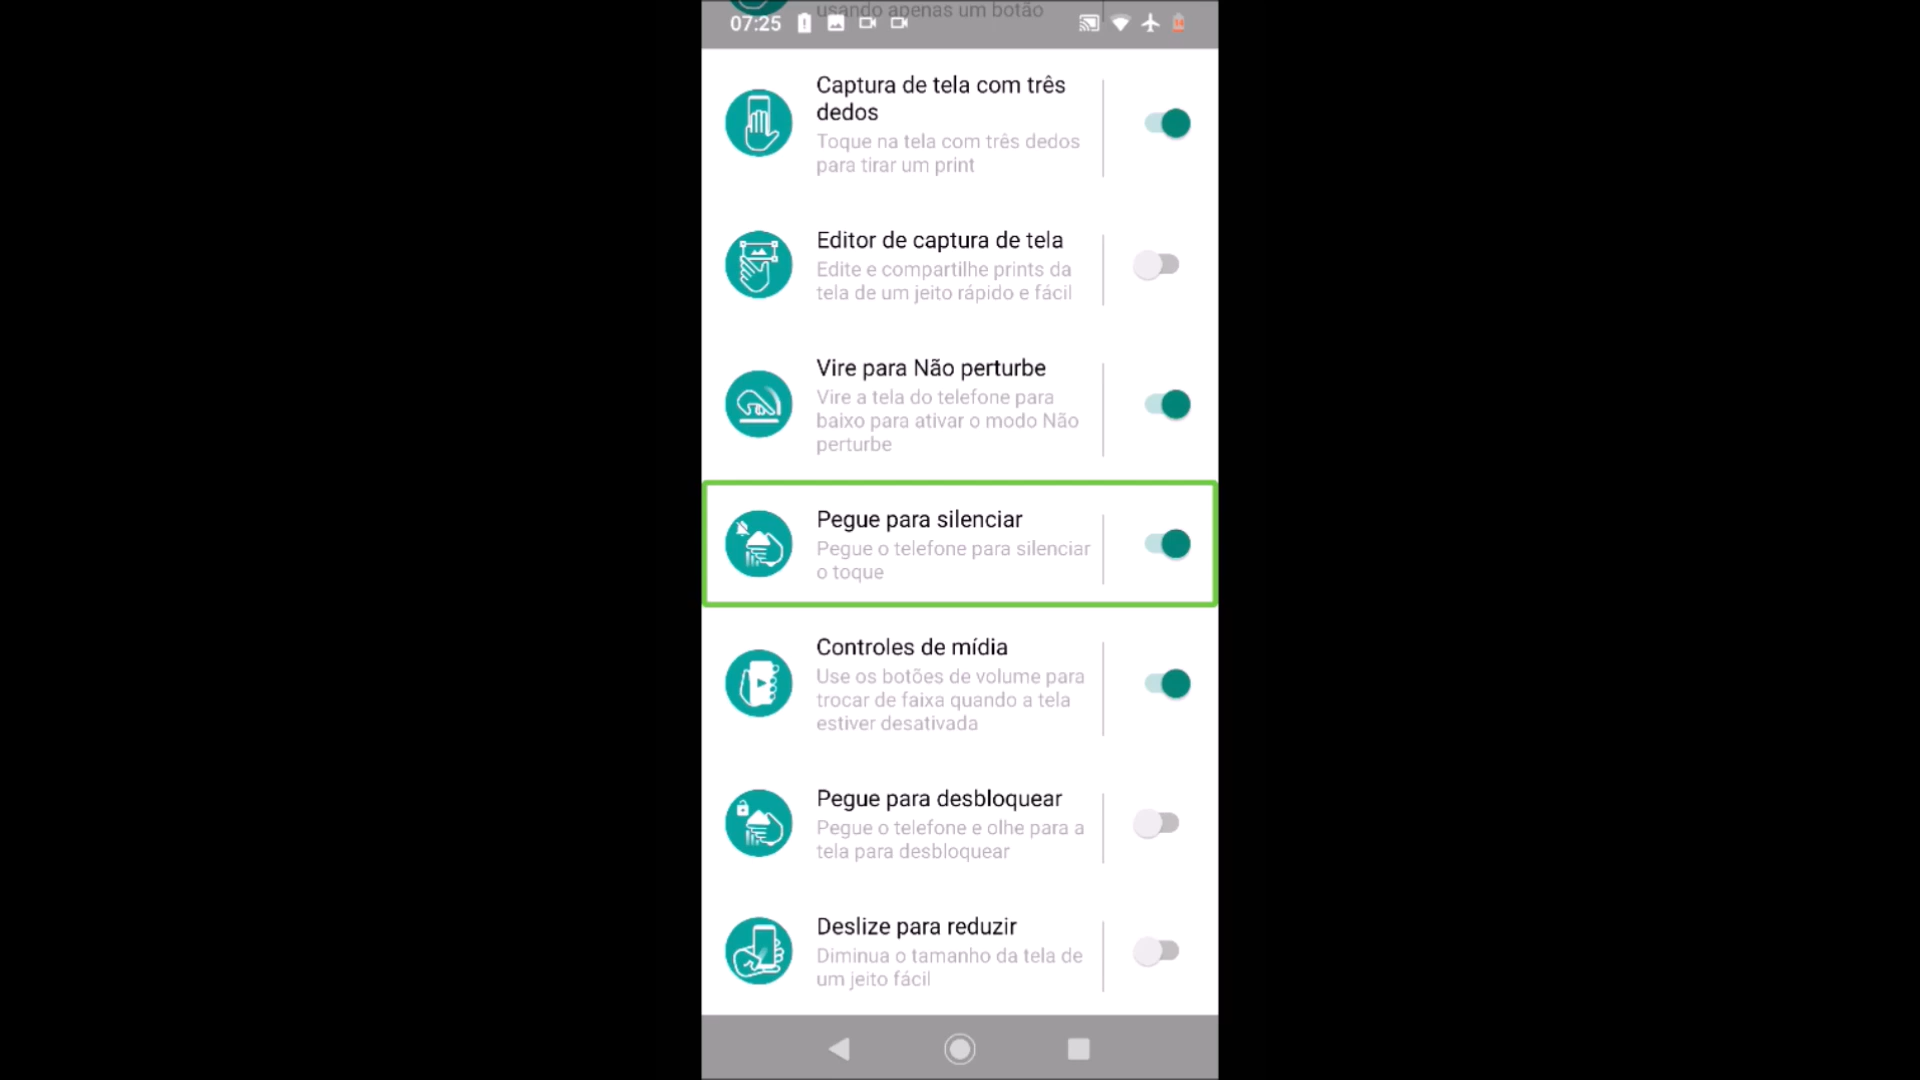 usando apenas um botão
07:25
Captura de tela com três
dedos
Toque na tela com três dedos
para tirar um print
Editor de captura de tela
Edite e compartilhe prints da
tela de um jeito rápido e fácil
Vire para Não perturbe
Vire a tela do telefone para
baixo para ativar o modo Não
perturbe
Pegue para silenciar
Pegue o telefone para silenciar
o toque
Controles de mídia
Use os botões de volume para
trocar de faixa quando a tela
estiver desativada
Pegue para desbloquear
Pegue o telefone e olhe para a
tela para desbloquear
Deslize para reduzir
Diminua o tamanho da tela de
um jeito fácil